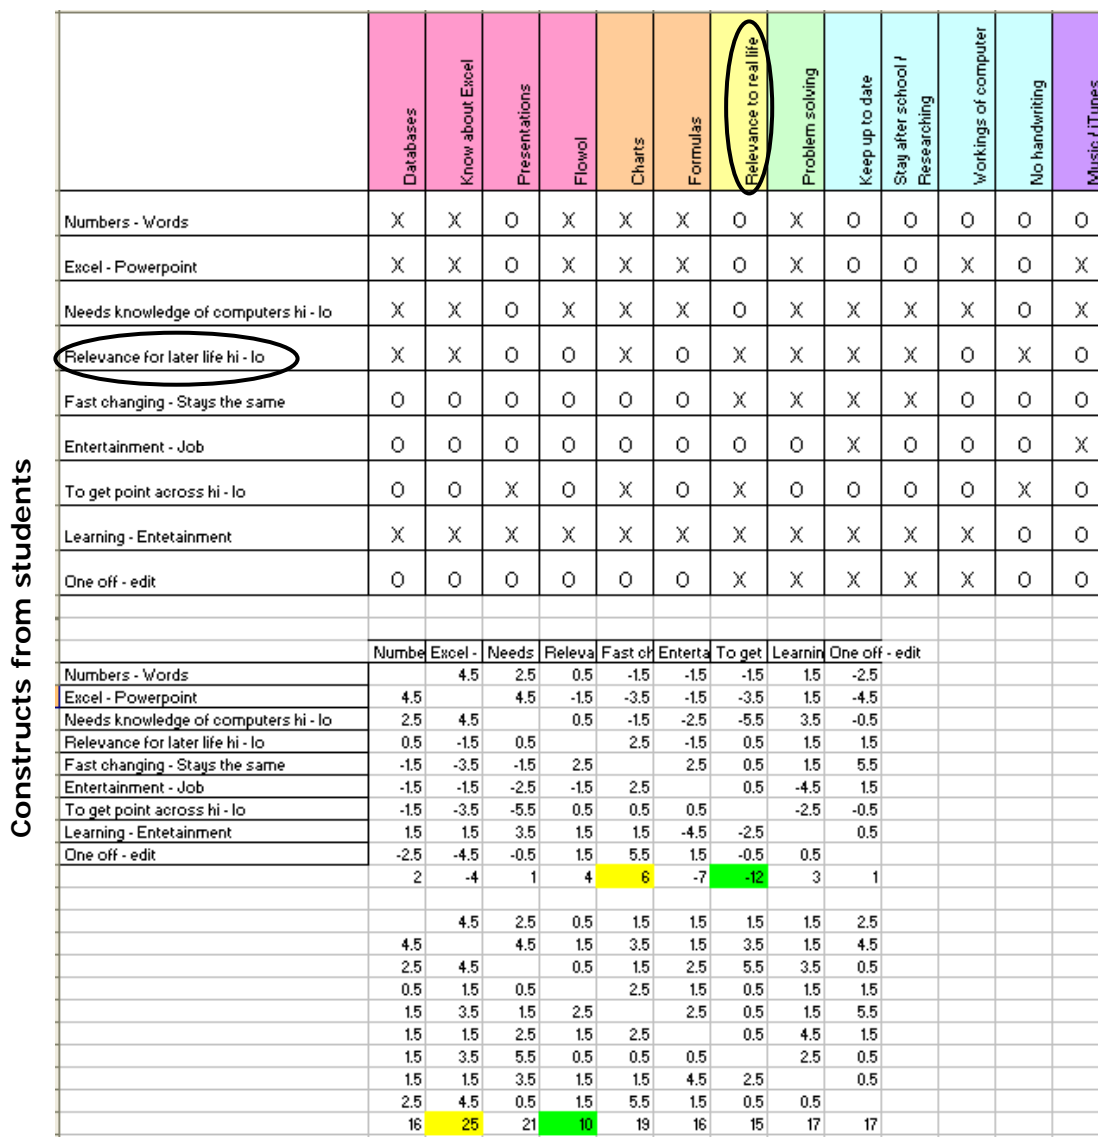 Databases
Know about Excel
Presentations
Flowol
Charts
Formulas
Relevance to real life
Problem solving
Keep up to date
Stay after school /
Researching
Workings of computer
No handwriting
Music / iTunes
Constructs from students
Numbers - Words X X O X X X O X O O O O O
Excel - Powerpoint X X O X X X O X O O X O X
Needs knowledge of computers hi - lo X X O X X X O X X X X O X
Relevance for later life hi - lo X X O O X O X X X X O X O
Fast changing - Stays the same O O O O O O X X X X O O O
Entertainment - Job O O O O O O O O X O O O X
To get point across hi - lo O O X O X O X O O O O X O
Learning - Entetainment X X X X X X X X X X X O O
One off - edit O O O O O O X X X X X O O
Numbe Excel - Needs Releva Fast ch Enterta To get Learnin One off - edit
Numbers - Words 4.5 2.5 0.5 -1.5 -1.5 -1.5 1.5 -2.5
Excel - Powerpoint 4.5 4.5 -1.5 -3.5 -1.5 -3.5 1.5 -4.5
Needs knowledge of computers hi - lo 2.5 4.5 0.5 -1.5 -2.5 -5.5 3.5 -0.5
Relevance for later life hi - lo 0.5 -1.5 0.5 2.5 -1.5 0.5 1.5 1.5
Fast changing - Stays the same -1.5 -3.5 -1.5 2.5 2.5 0.5 1.5 5.5
Entertainment - Job -1.5 -1.5 -2.5 -1.5 2.5 0.5 -4.5 1.5
To get point across hi - lo -1.5 -3.5 -5.5 0.5 0.5 0.5 -2.5 -0.5
Learning - Entetainment 1.5 1.5 3.5 1.5 1.5 -4.5 -2.5 0.5
One off - edit -2.5 -4.5 -0.5 1.5 5.5 1.5 -0.5 0.5
2 -4 1 4 6 -7 -12 3 1
4.5 2.5 0.5 1.5 1.5 1.5 1.5 2.5
4.5 4.5 1.5 3.5 1.5 3.5 1.5 4.5
2.5 4.5 0.5 1.5 2.5 5.5 3.5 0.5
0.5 1.5 0.5 2.5 1.5 0.5 1.5 1.5
1.5 3.5 1.5 2.5 2.5 0.5 1.5 5.5
1.5 1.5 2.5 1.5 2.5 0.5 4.5 1.5
1.5 3.5 5.5 0.5 0.5 0.5 2.5 0.5
1.5 1.5 3.5 1.5 1.5 4.5 2.5 0.5
2.5 4.5 0.5 1.5 5.5 1.5 0.5 0.5
16 25 21 10 19 16 15 17 17